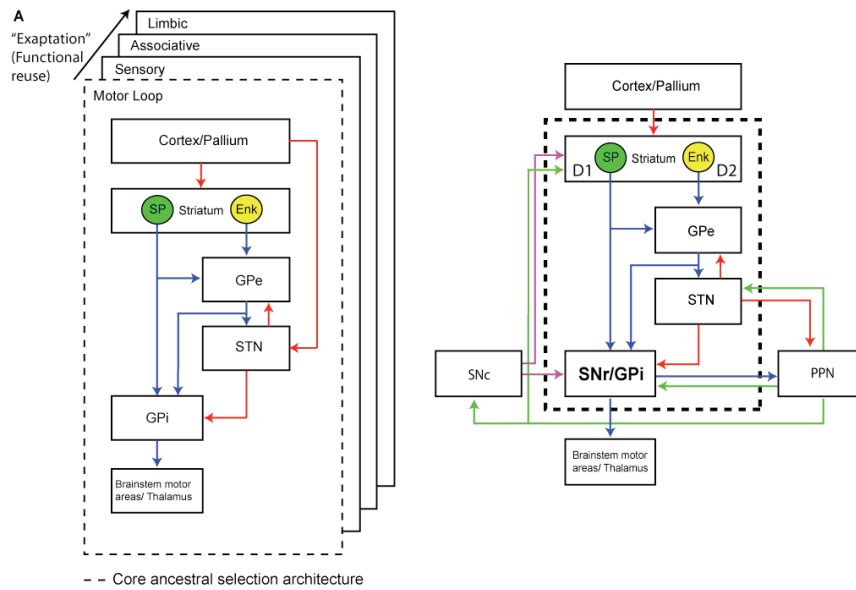 A
"Exaptation"
(Functional
reuse)
Limbic
Associative
Sensory
Motor Loop
Cortex/Pallium
SP
Striatum
Enk
GPe
STN
GPi
Brainstem motor
areas/ Thalamus
Core ancestral selection architecture
Cortex/Pallium
SP
Striatum
Enk
D1
D2
GPe
STN
SNc
SNr/GPi
PPN
Brainstem motor
areas/ Thalamus